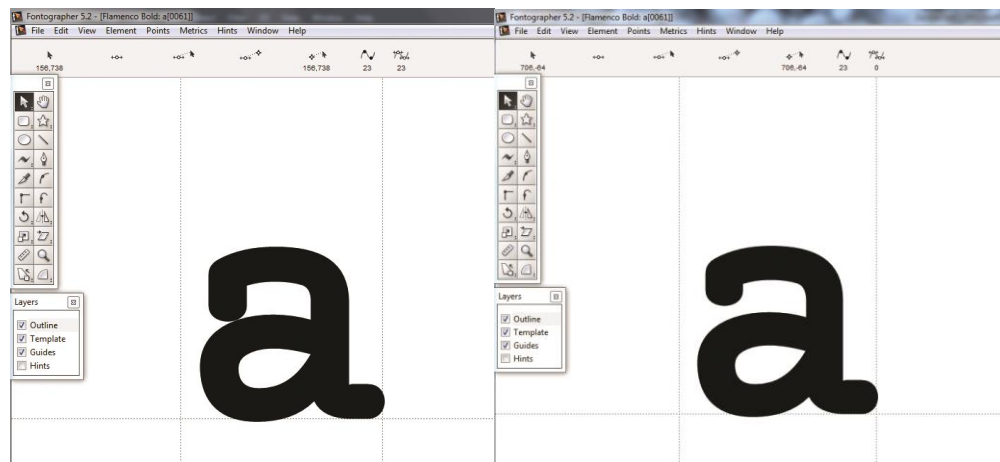 Fontographer 5.2 - [Flamenco Bold: a[0061]]
File Edit View Element Points Metrics Hints Window Help
156,738 156,738 23 23
Layers
Outline
Template
Guides
Hints
a
Fontographer 5.2 - [Flamenco Bold: a[0061]]
File Edit View Element Points Metrics Hints Window Help
706,-64 706,-64 23 0
Layers
Outline
Template
Guides
Hints
a